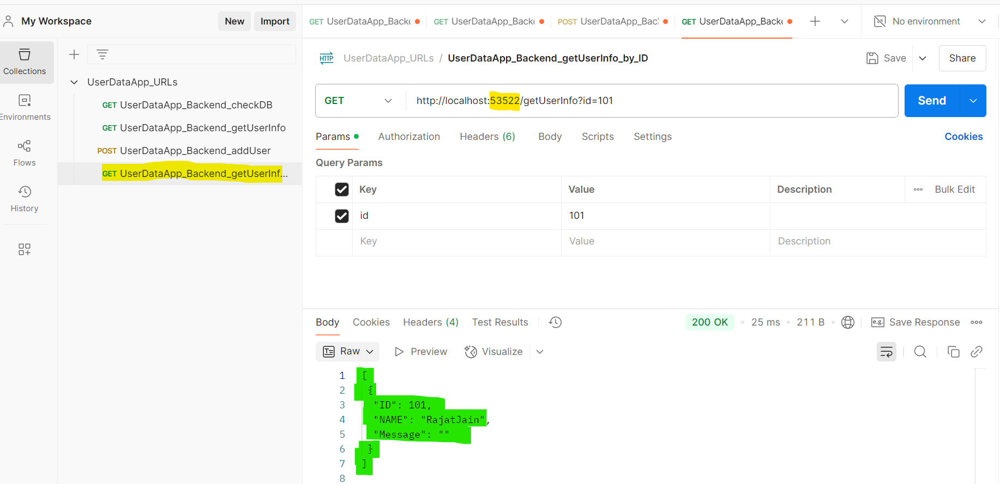 My Workspace
New
Import
GET UserDataApp_Backe
GET UserDataApp_Back
POST UserDataApp_Bac
GET UserDataApp_Backe
No environment
Collections
Environments
Flows
History
UserDataApp_URLs
GET UserDataApp_Backend_checkDB
GET UserDataApp_Backend_getUserInfo
POST UserDataApp_Backend_addUser
GET UserDataApp_Backend_getUserInf...
HTTP
UserDataApp_URLs / UserDataApp_Backend_getUserInfo_by_ID
Save
Share
GET
http://localhost:53522/getUserInfo?id=101
Send
Params
Authorization
Headers (6)
Body
Scripts
Settings
Cookies
Query Params
Key
Value
Description
Bulk Edit
id
101
Key
Value
Description
Body
Cookies
Headers (4)
Test Results
200 OK
25 ms
211 B
e.g. Save Response
Raw
Preview
Visualize
1 [
2 {
3 "ID": 101,
4 "NAME": "RajatJain",
5 "Message": ""
6 }
7 ]
8